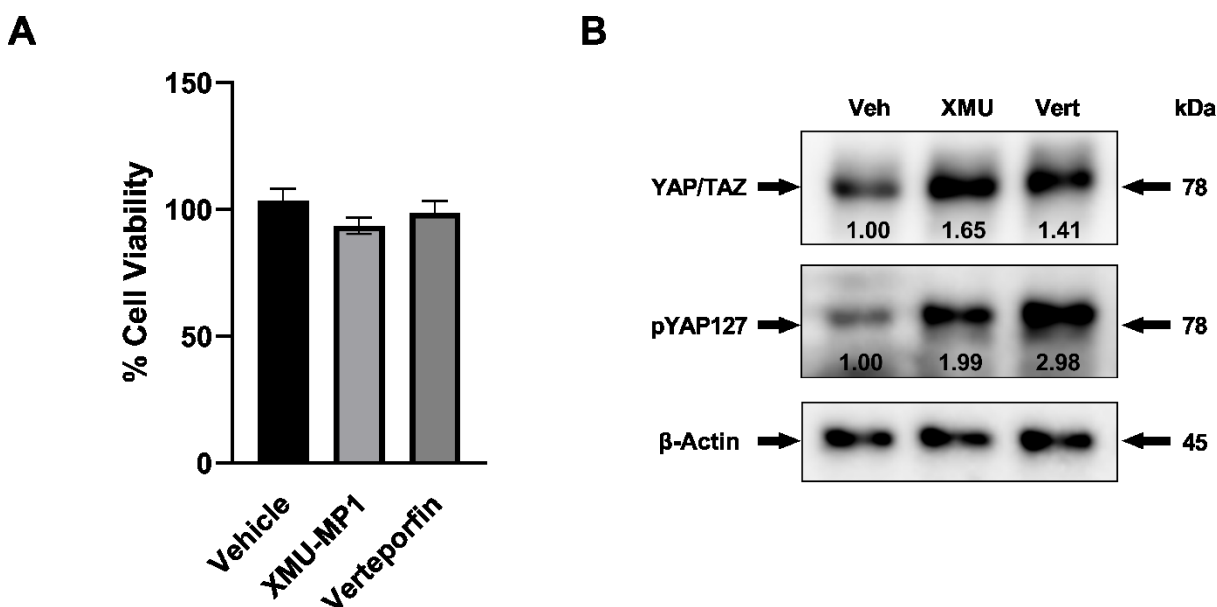 A
% Cell Viability
150
100
50
0
Vehicle
XMU-MP1
Verteporfin
B
Veh XMU Vert kDa
YAP/TAZ 78
1.00 1.65 1.41
pYAP127 78
1.00 1.99 2.98
β-Actin 45